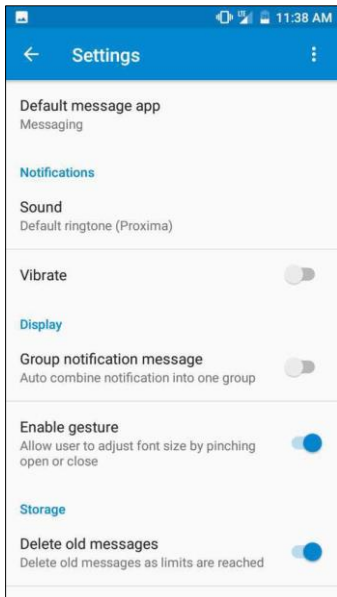 LTE 11:38 AM
Settings
Default message app
Messaging
Notifications
Sound
Default ringtone (Proxima)
Vibrate
Display
Group notification message
Auto combine notification into one group
Enable gesture
Allow user to adjust font size by pinching
open or close
Storage
Delete old messages
Delete old messages as limits are reached